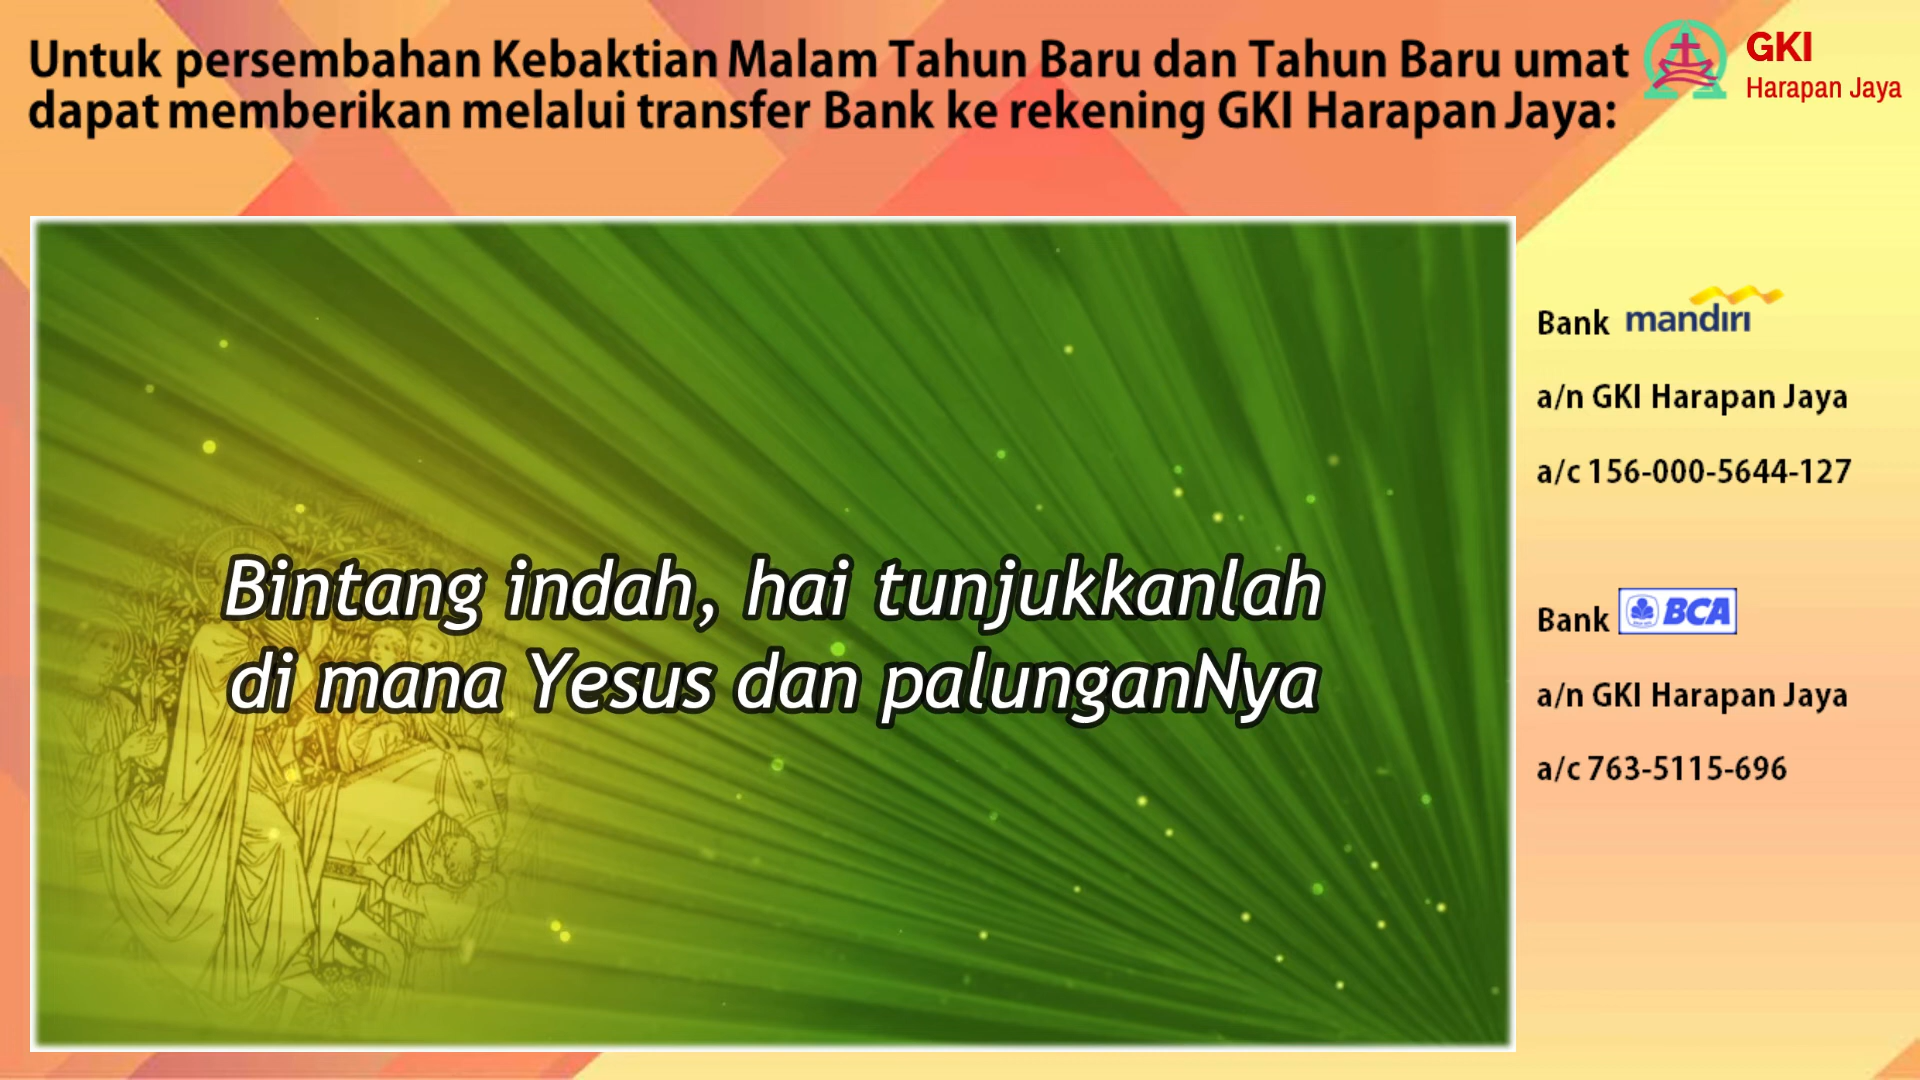 Untuk persembahan Kebaktian Malam Tahun Baru dan Tahun Baru umat
dapat memberikan melalui transfer Bank ke rekening GKI Harapan Jaya:
GKI
Harapan Jaya
Bintang indah, hai tunjukkanlah
di mana Yesus dan palunganNya
Bank mandiri
a/n GKI Harapan Jaya
a/c 156-000-5644-127
Bank BCA
a/n GKI Harapan Jaya
a/c 763-5115-696